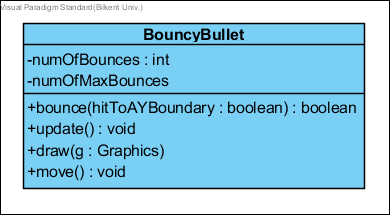 Visual Paradigm Standard(Bilkent Univ.)
BouncyBullet
-numOfBounces : int
-numOfMaxBounces
+bounce(hitToAYBoundary : boolean) : boolean
+update() : void
+draw(g : Graphics)
+move() : void